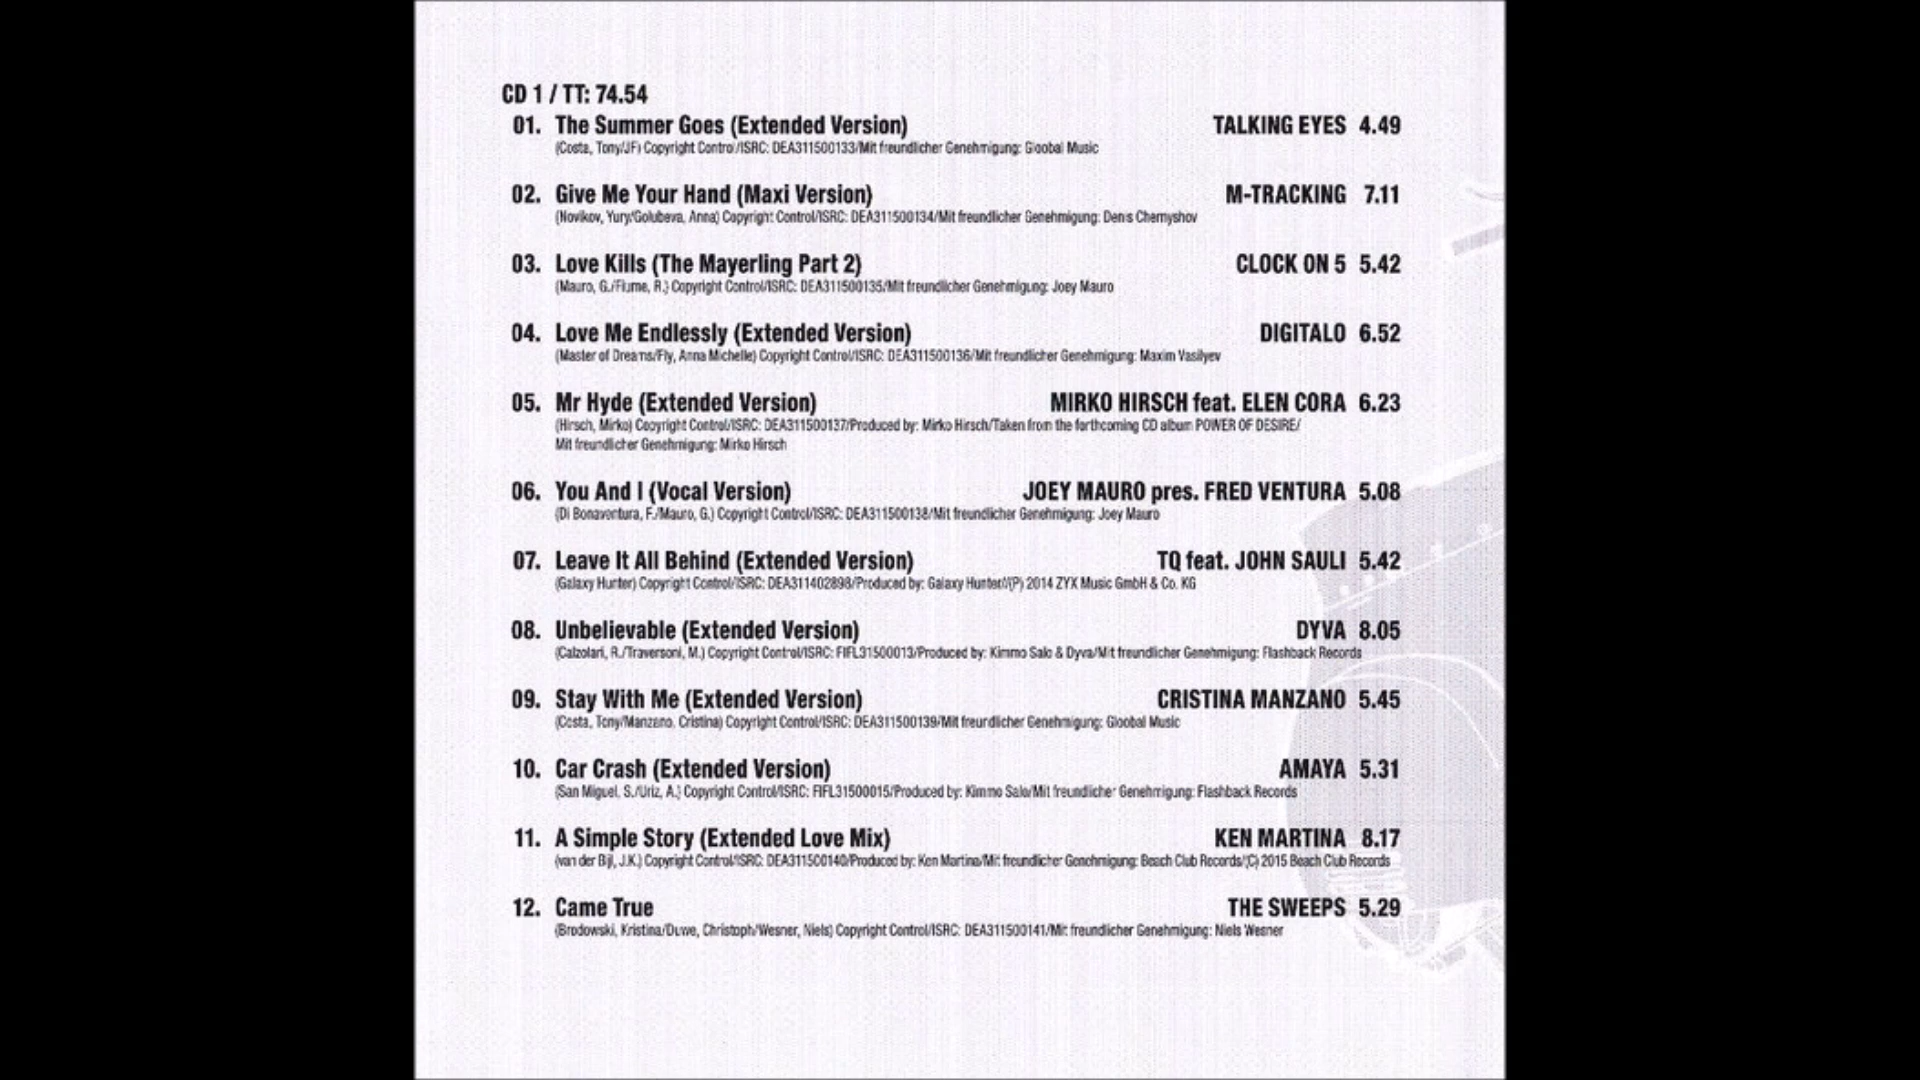 CD 1 / TT: 74.54
01. The Summer Goes (Extended Version) TALKING EYES 4.49
(Costa, Tony/JF) Copyright Control/ISRC: DEA311500133/Mit freundlicher Genehmigung: Gloobal Music
02. Give Me Your Hand (Maxi Version) M-TRACKING 7.11
(Novikov, Yury/Golubeva, Anna) Copyright Control/ISRC: DEA311500134/Mit freundlicher Genehmigung: Denis Chernyshov
03. Love Kills (The Mayerling Part 2) CLOCK ON 5 5.42
(Mauro, G./Fiume, R.) Copyright Control/ISRC: DEA311500135/Mit freundlicher Genehmigung: Joey Mauro
04. Love Me Endlessly (Extended Version) DIGITALO 6.52
(Master of Dreams/Fly, Anna Michelle) Copyright Control/ISRC: DEA311500136/Mit freundlicher Genehmigung: Maxim Vasilyev
05. Mr Hyde (Extended Version) MIRKO HIRSCH feat. ELEN CORA 6.23
(Hirsch, Mirko) Copyright Control/ISRC: DEA311500137/Produced by: Mirko Hirsch/Taken from the forthcoming CD album POWER OF DESIRE/
Mit freundlicher Genehmigung: Mirko Hirsch
06. You And I (Vocal Version) JOEY MAURO pres. FRED VENTURA 5.08
(Di Bonaventura, F./Mauro, G.) Copyright Control/ISRC: DEA311500138/Mit freundlicher Genehmigung: Joey Mauro
07. Leave It All Behind (Extended Version) TQ feat. JOHN SAULI 5.42
(Galaxy Hunter) Copyright Control/ISRC: DEA311402898/Produced by: Galaxy Hunter/(P) 2014 ZYX Music GmbH & Co. KG
08. Unbelievable (Extended Version) DYVA 8.05
(Calzolari, R./Traversoni, M.) Copyright Control/ISRC: FIFL31500013/Produced by: Kimmo Salo & Dyva/Mit freundlicher Genehmigung: Flashback Records
09. Stay With Me (Extended Version) CRISTINA MANZANO 5.45
(Costa, Tony/Manzano, Cristina) Copyright Control/ISRC: DEA311500139/Mit freundlicher Genehmigung: Gloobal Music
10. Car Crash (Extended Version) AMAYA 5.31
(San Miguel, S./Uriz, A.) Copyright Control/ISRC: FIFL31500015/Produced by: Kimmo Salo/Mit freundlicher Genehmigung: Flashback Records
11. A Simple Story (Extended Love Mix) KEN MARTINA 8.17
(van der Bijl, J.K.) Copyright Control/ISRC: DEA311500140/Produced by: Ken Martina/Mit freundlicher Genehmigung: Beach Club Records/(C) 2015 Beach Club Records
12. Came True THE SWEEPS 5.29
(Brodowski, Kristina/Duwe, Christoph/Wesner, Niels) Copyright Control/ISRC: DEA311500141/Mit freundlicher Genehmigung: Niels Wesner